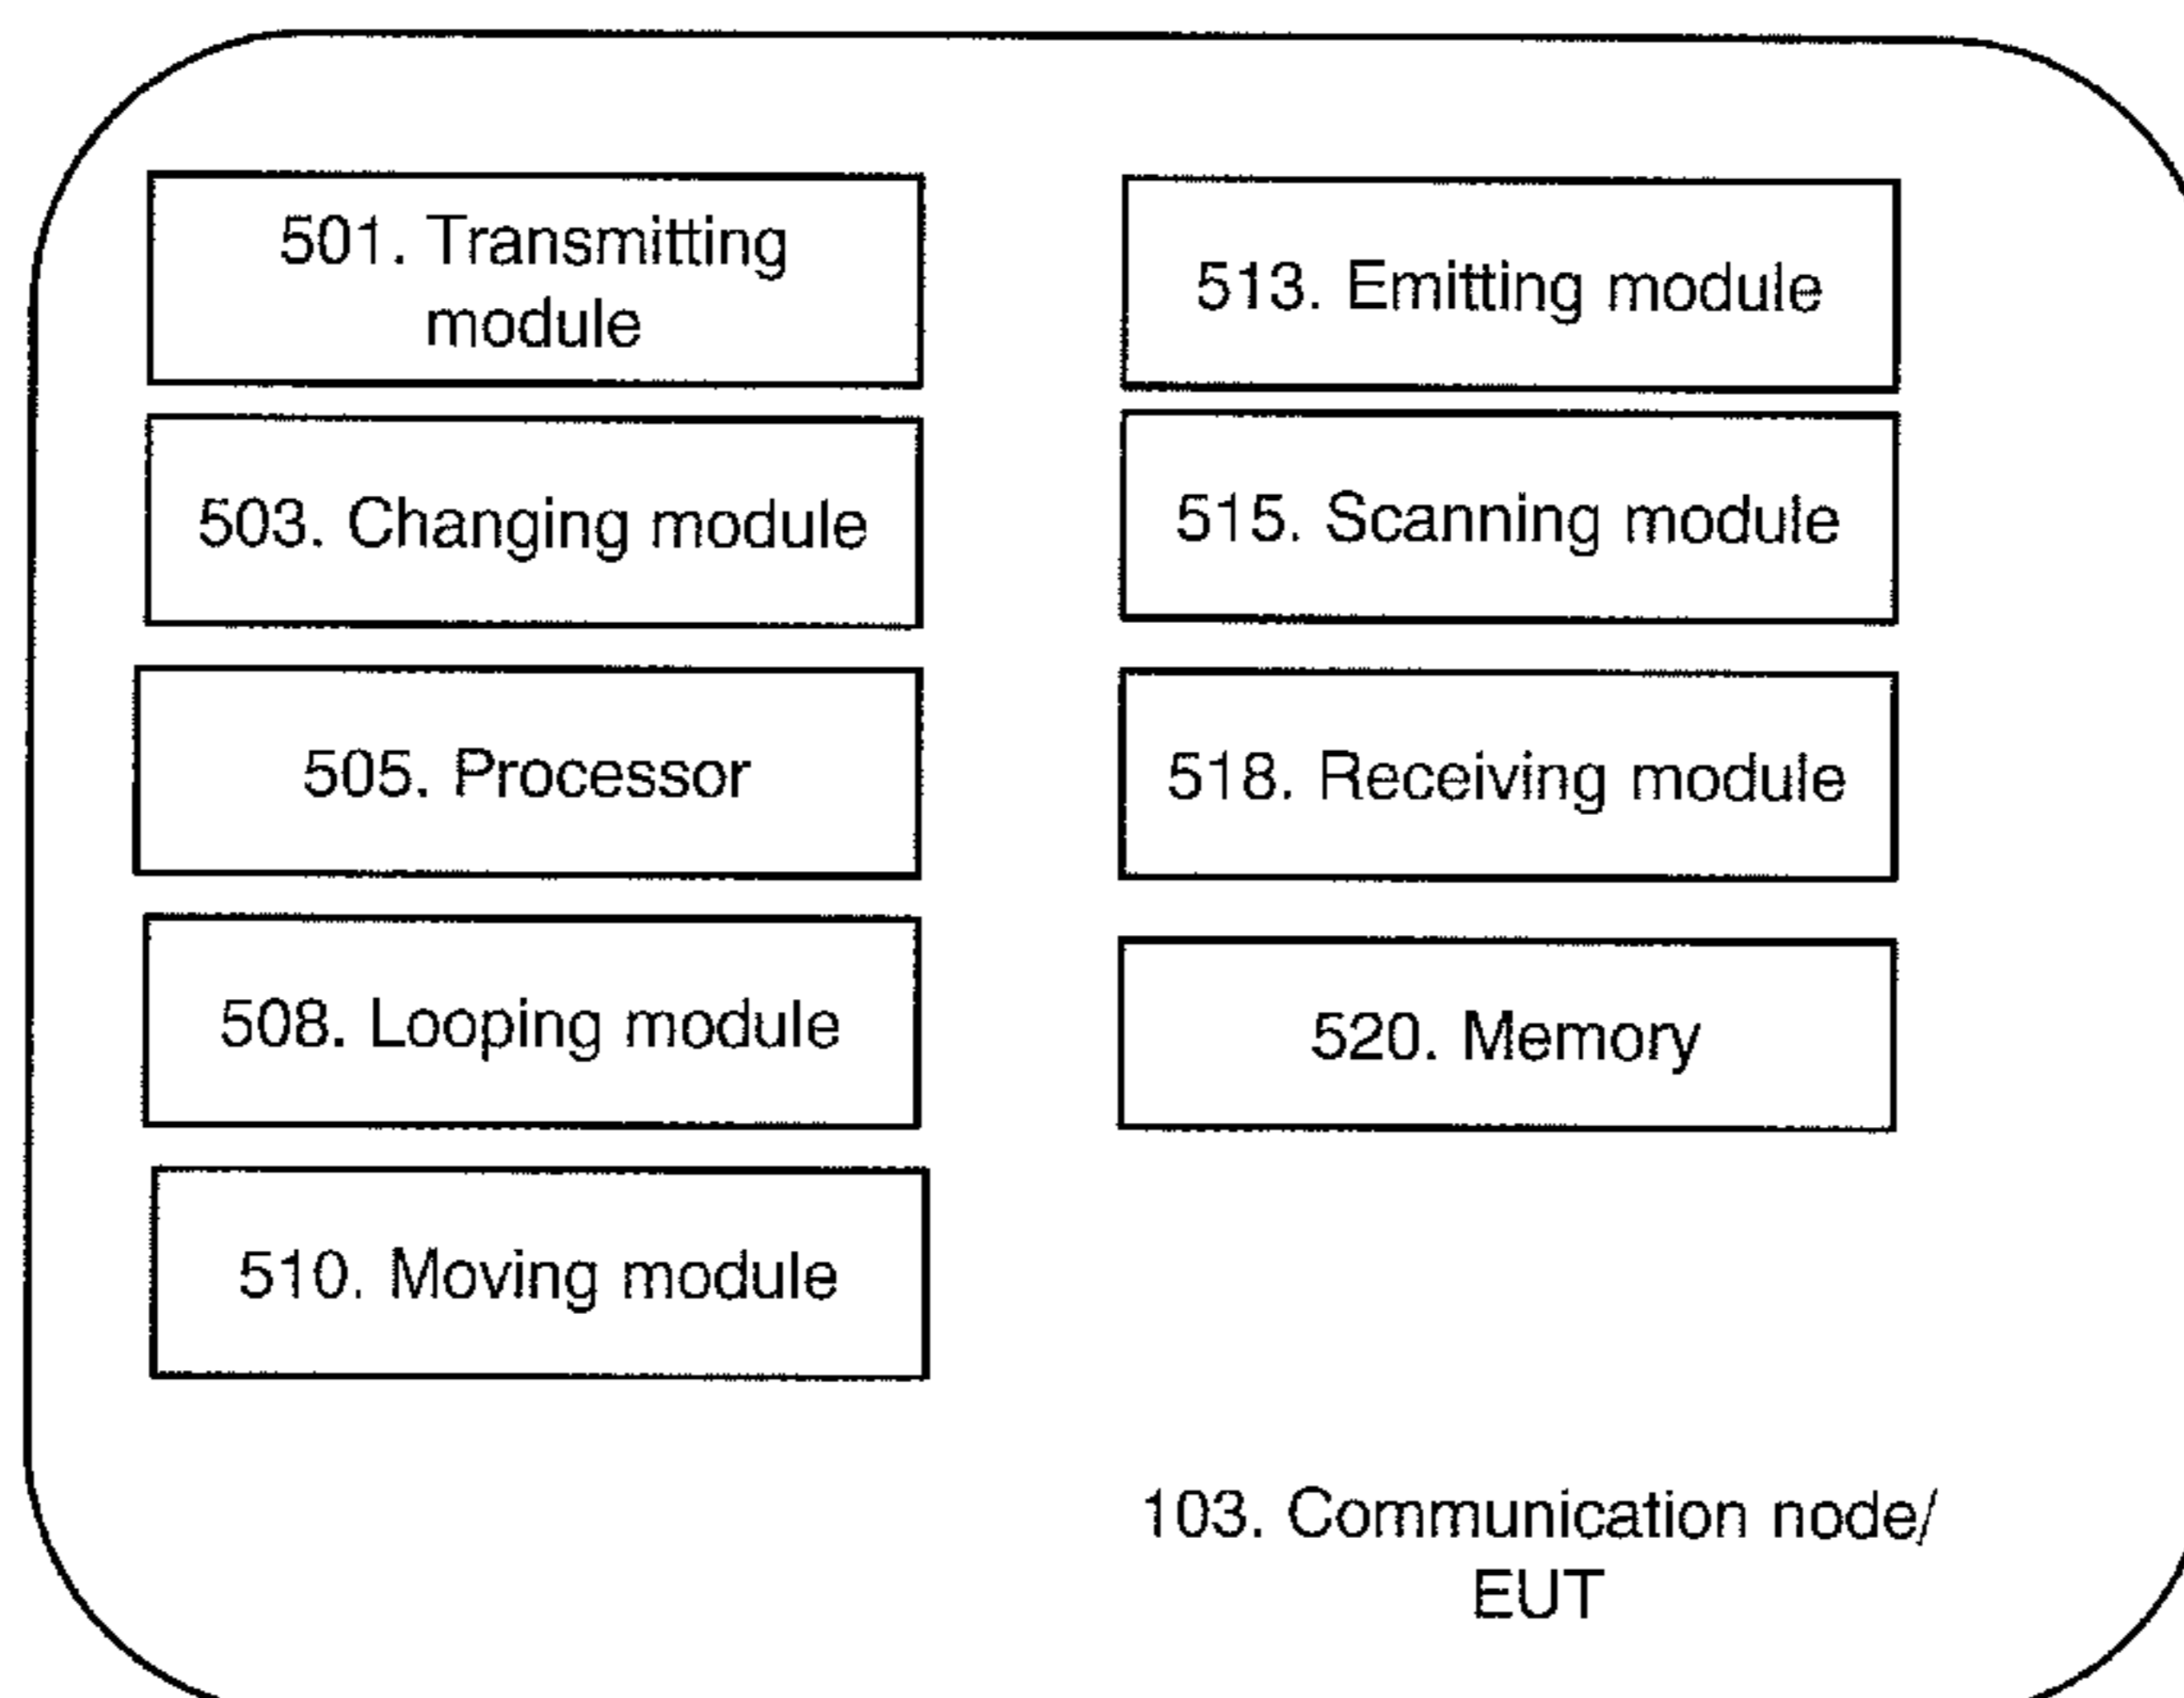 501. Transmitting
module
503. Changing module
505. Processor
508. Looping module
510. Moving module
513. Emitting module
515. Scanning module
518. Receiving module
520. Memory
103. Communication node/
EUT